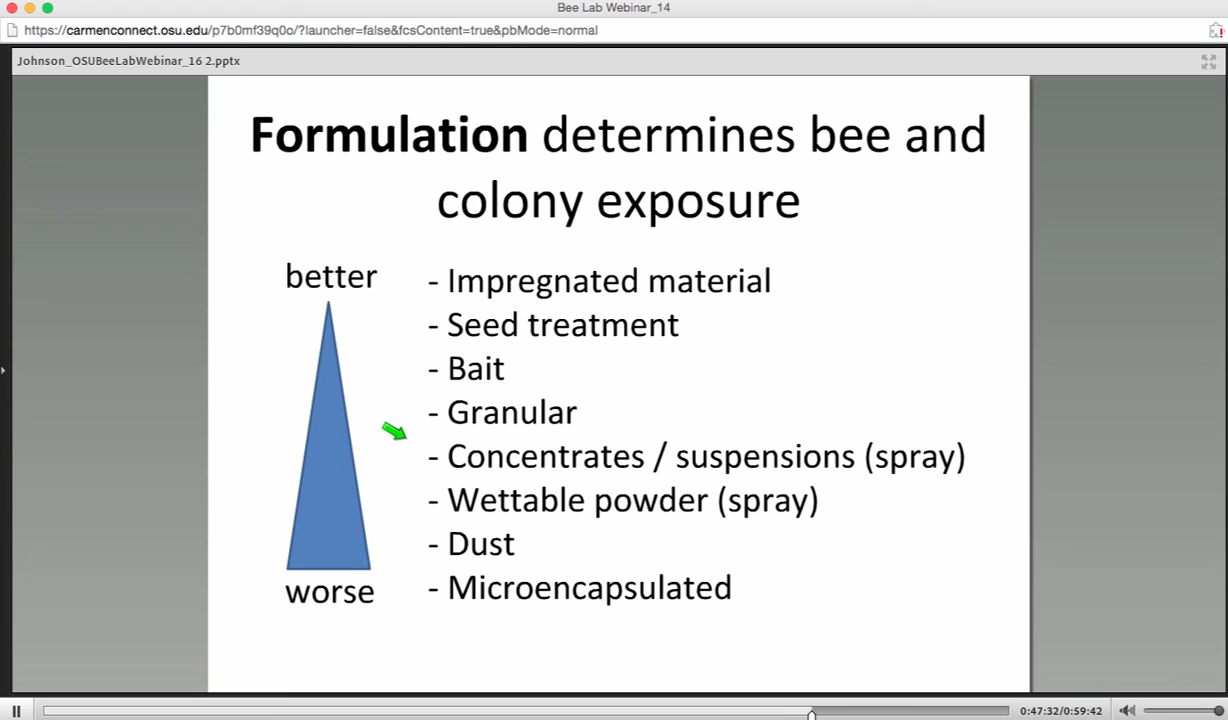 Bee Lab Webinar_14
https://carmenconnect.osu.edu/p7b0mf39q0o/?launcher=false&fcsContent=true&pbMode=normal
Johnson_OSUBeeLabWebinar_16 2.pptx
Formulation determines bee and
colony exposure
better
- Impregnated material
- Seed treatment
- Bait
- Granular
- Concentrates / suspensions (spray)
- Wettable powder (spray)
- Dust
worse
- Microencapsulated
0:47:32/0:59:42